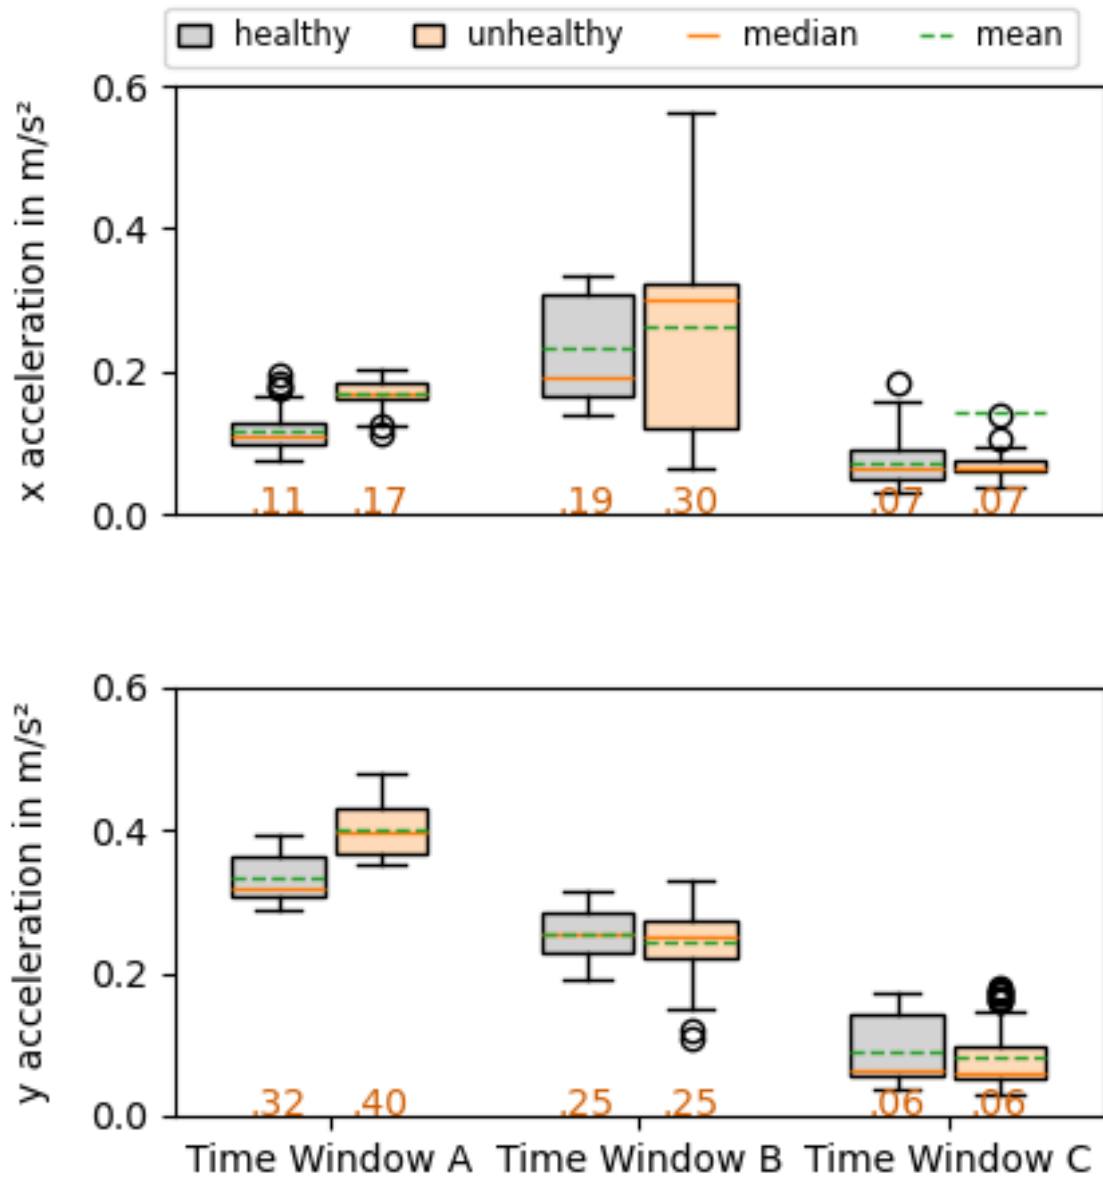 healthy unhealthy median mean
x acceleration in m/s²
0.6
0.4
0.2
0.0
.11 .17 .19 .30 .07 .07
y acceleration in m/s²
0.6
0.4
0.2
0.0
.32 .40 .25 .25 .06 .06
Time Window A Time Window B Time Window C